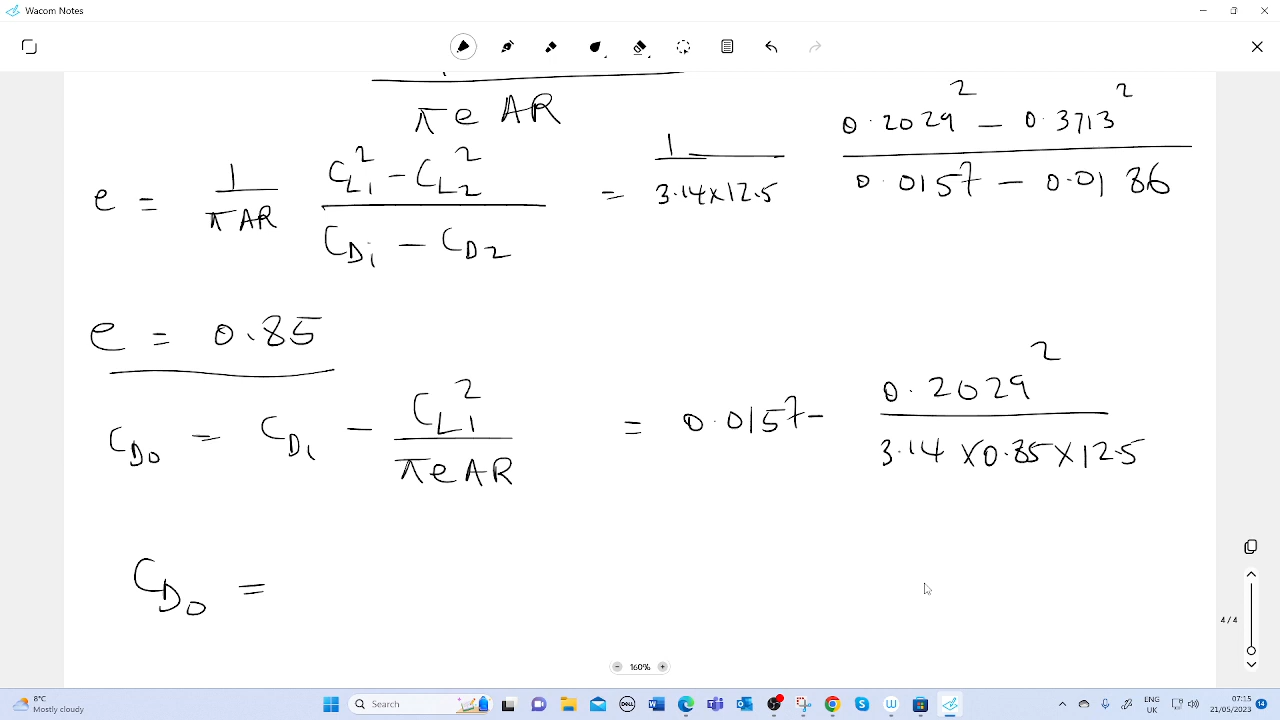 Wacom Notes
π e AR
e = 1/πAR (C_L1² - C_L2²)/(C_D1 - C_D2) = 1/(3.14×12.5) (0.2029² - 0.3713²)/(0.0157 - 0.0186)
e = 0.85
C_D0 = C_D1 - C_L1²/πeAR = 0.0157 - 0.2029²/(3.14×0.85×12.5)
C_D0 =
4/4
160%
8°C
Mostly cloudy
Search
ENG
UK
07:15
21/05/2023
14